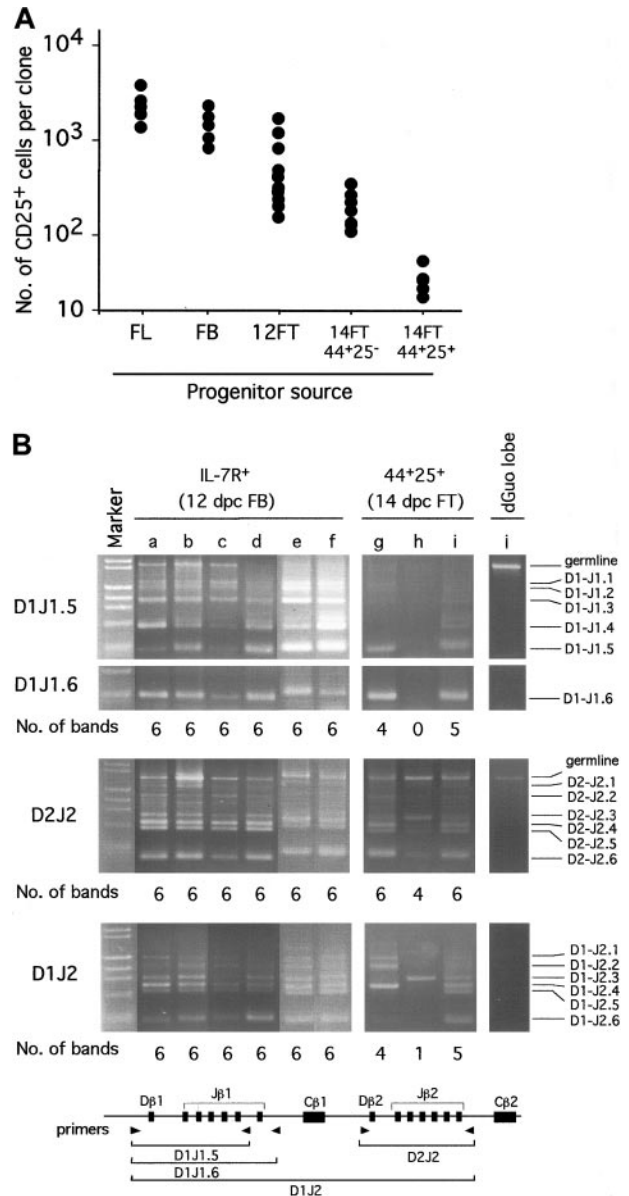 A
No. of CD25+ cells per clone
10^4
10^3
10^2
10
FL
FB
12FT
14FT 44+25-
14FT 44+25+
Progenitor source
B
Marker
IL-7R+
(12 dpc FB)
44+25+
(14 dpc FT)
dGuo lobe
a b c d e f g h i i
D1J1.5
germline
D1-J1.1
D1-J1.2
D1-J1.3
D1-J1.4
D1-J1.5
D1J1.6
D1-J1.6
No. of bands 6 6 6 6 6 6 4 0 5
D2J2
germline
D2-J2.1
D2-J2.2
D2-J2.3
D2-J2.4
D2-J2.5
D2-J2.6
No. of bands 6 6 6 6 6 6 6 4 6
D1J2
D1-J2.1
D1-J2.2
D1-J2.3
D1-J2.4
D1-J2.5
D1-J2.6
No. of bands 6 6 6 6 6 6 4 1 5
Dβ1 Jβ1 Cβ1 Dβ2 Jβ2 Cβ2
primers
D1J1.5
D2J2
D1J1.6
D1J2